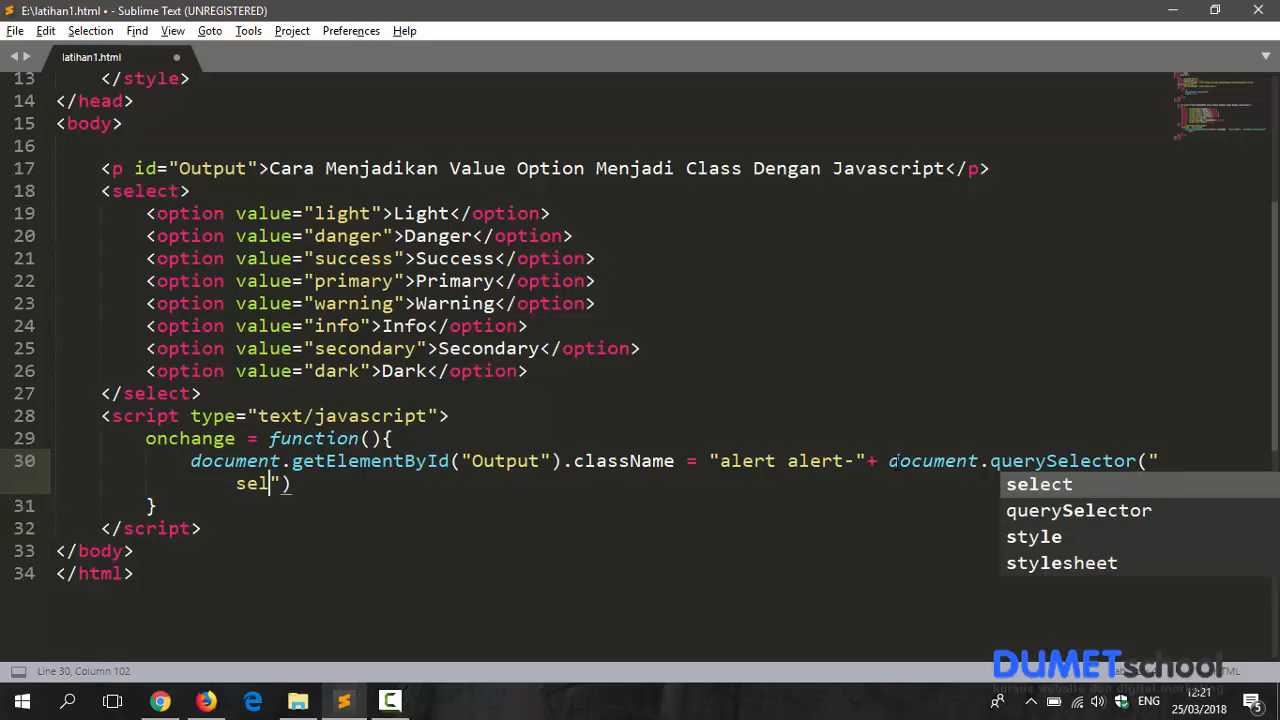 E:\latihan1.html • - Sublime Text (UNREGISTERED)
File Edit Selection Find View Goto Tools Project Preferences Help
latihan1.html
13 </style>
14 </head>
15 <body>
16
17 <p id="Output">Cara Menjadikan Value Option Menjadi Class Dengan Javascript</p>
18 <select>
19 <option value="light">Light</option>
20 <option value="danger">Danger</option>
21 <option value="success">Success</option>
22 <option value="primary">Primary</option>
23 <option value="warning">Warning</option>
24 <option value="info">Info</option>
25 <option value="secondary">Secondary</option>
26 <option value="dark">Dark</option>
27 </select>
28 <script type="text/javascript">
29 onchange = function(){
30 document.getElementById("Output").className = "alert alert-"+ document.querySelector("
sel")
select
querySelector
style
stylesheet
31 }
32 </script>
33 </body>
34 </html>
Line 30, Column 102
DUMETschool
kursus website dan digital marketing
ENG
12:21
25/03/2018
5